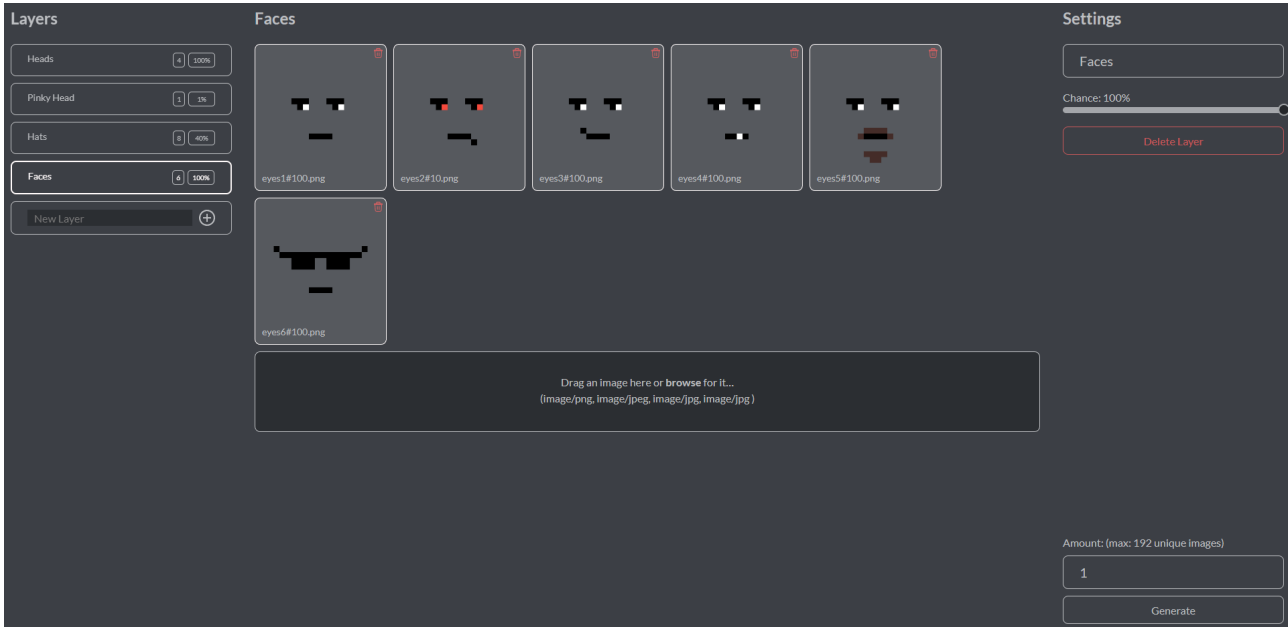 Layers
Heads 4 100%
Pinky Head 1 1%
Hats 8 40%
Faces 6 100%
New Layer
Faces
eyes1#100.png
eyes2#10.png
eyes3#100.png
eyes4#100.png
eyes5#100.png
eyes6#100.png
Drag an image here or browse for it...
(image/png, image/jpeg, image/jpg, image/jpg )
Settings
Faces
Chance: 100%
Delete Layer
Amount: (max: 192 unique images)
1
Generate